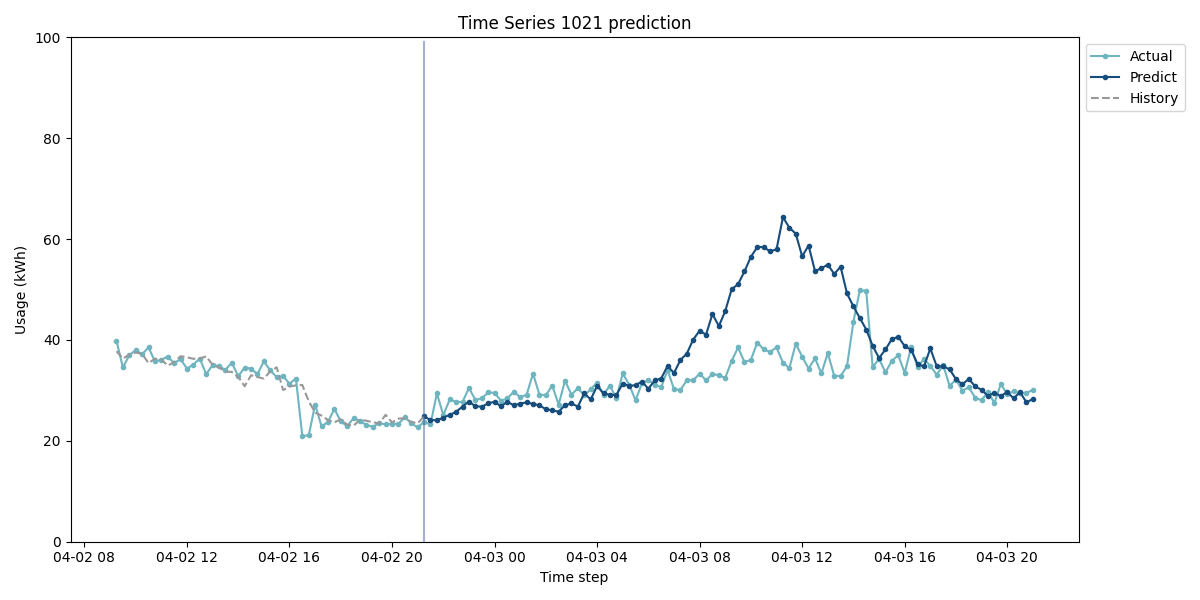 Time Series 1021 prediction
Usage (kWh)
100
80
60
40
20
0
04-02 08
04-02 12
04-02 16
04-02 20
04-03 00
04-03 04
04-03 08
04-03 12
04-03 16
04-03 20
Time step
Actual
Predict
History